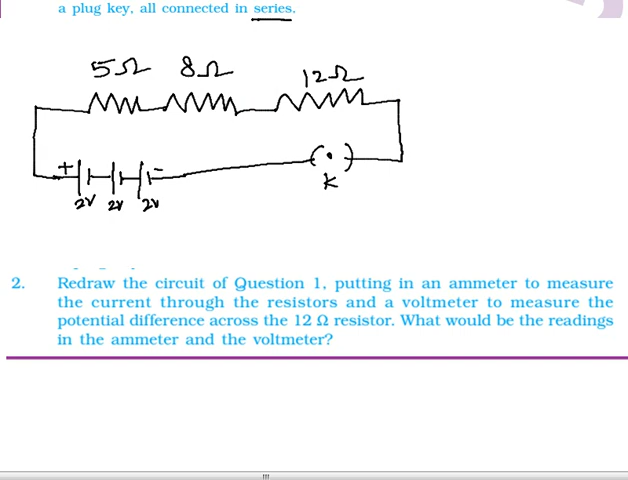 a plug key, all connected in series.
5Ω 8Ω 12Ω
+ -
K
2V 2V 2V
2. Redraw the circuit of Question 1, putting in an ammeter to measure
the current through the resistors and a voltmeter to measure the
potential difference across the 12 Ω resistor. What would be the readings
in the ammeter and the voltmeter?